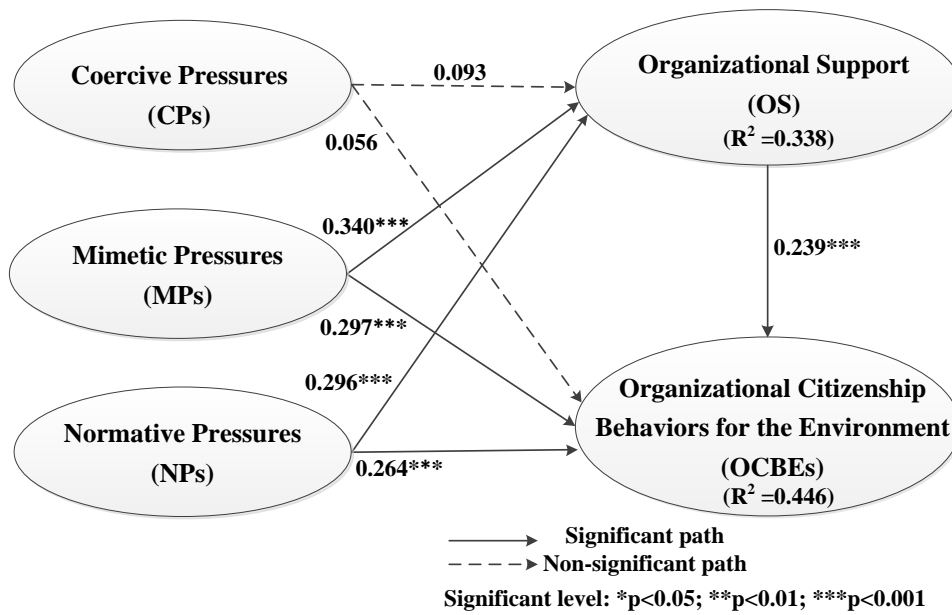 Coercive Pressures
(CPs)
0.093
Organizational Support
(OS)
(R² =0.338)
0.056
0.340***
Mimetic Pressures
(MPs)
0.239***
0.297***
0.296***
Normative Pressures
(NPs)
0.264***
Organizational Citizenship
Behaviors for the Environment
(OCBEs)
(R² =0.446)
Significant path
Non-significant path
Significant level: *p<0.05; **p<0.01; ***p<0.001